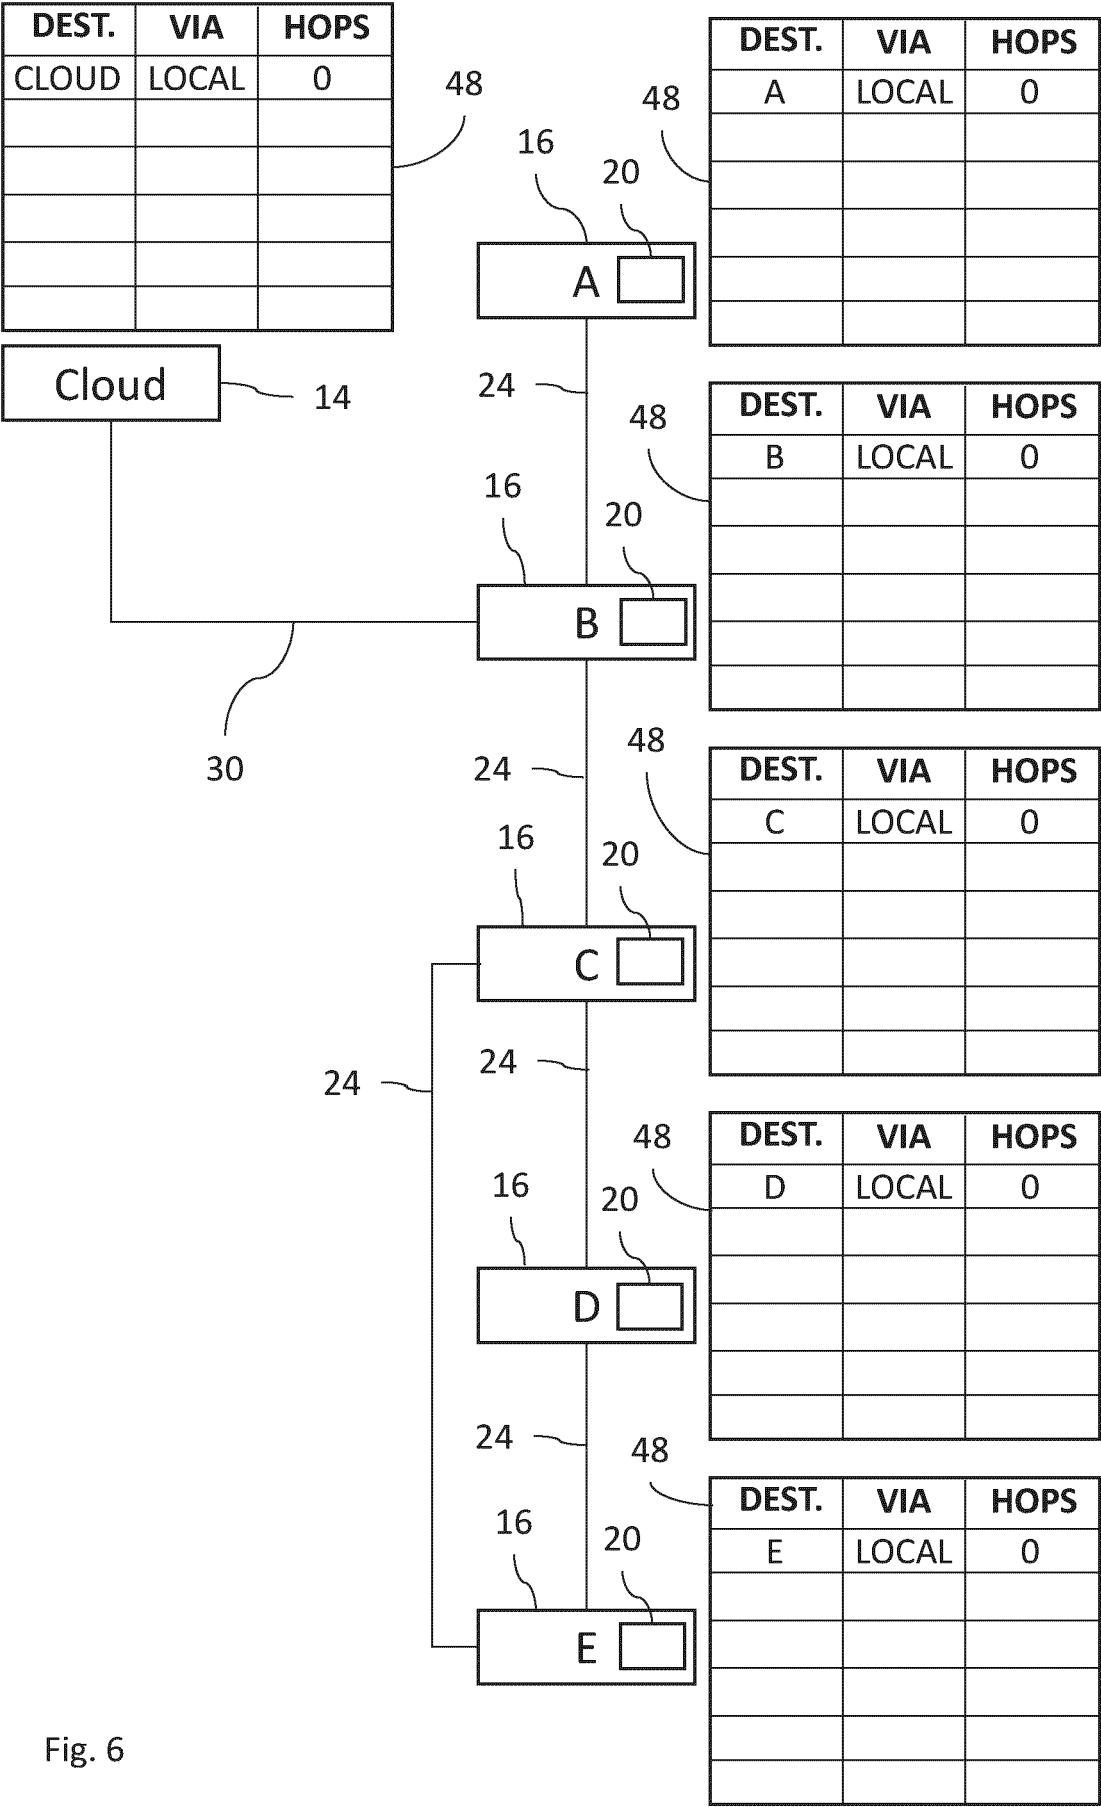 DEST. VIA HOPS
CLOUD LOCAL 0
48
DEST. VIA HOPS
A LOCAL 0
48
16
20
A
Cloud
14
24
DEST. VIA HOPS
B LOCAL 0
48
16
20
B
30
24
DEST. VIA HOPS
C LOCAL 0
48
16
20
C
24
24
DEST. VIA HOPS
D LOCAL 0
48
16
20
D
24
DEST. VIA HOPS
E LOCAL 0
48
16
20
E
Fig. 6